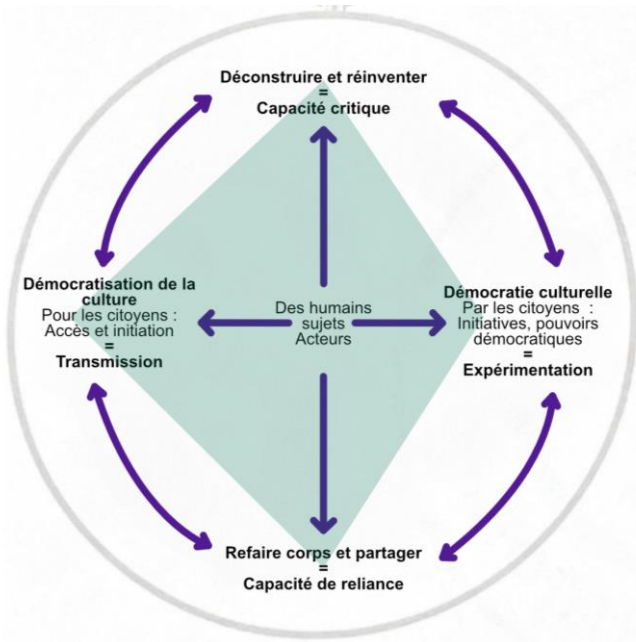 Déconstruire et réinventer
=
Capacité critique
Démocratisation de la
culture
Pour les citoyens :
Accès et initiation
=
Transmission
Des humains
sujets
Acteurs
Démocratie culturelle
Par les citoyens :
Initiatives, pouvoirs
démocratiques
=
Expérimentation
Refaire corps et partager
=
Capacité de reliance